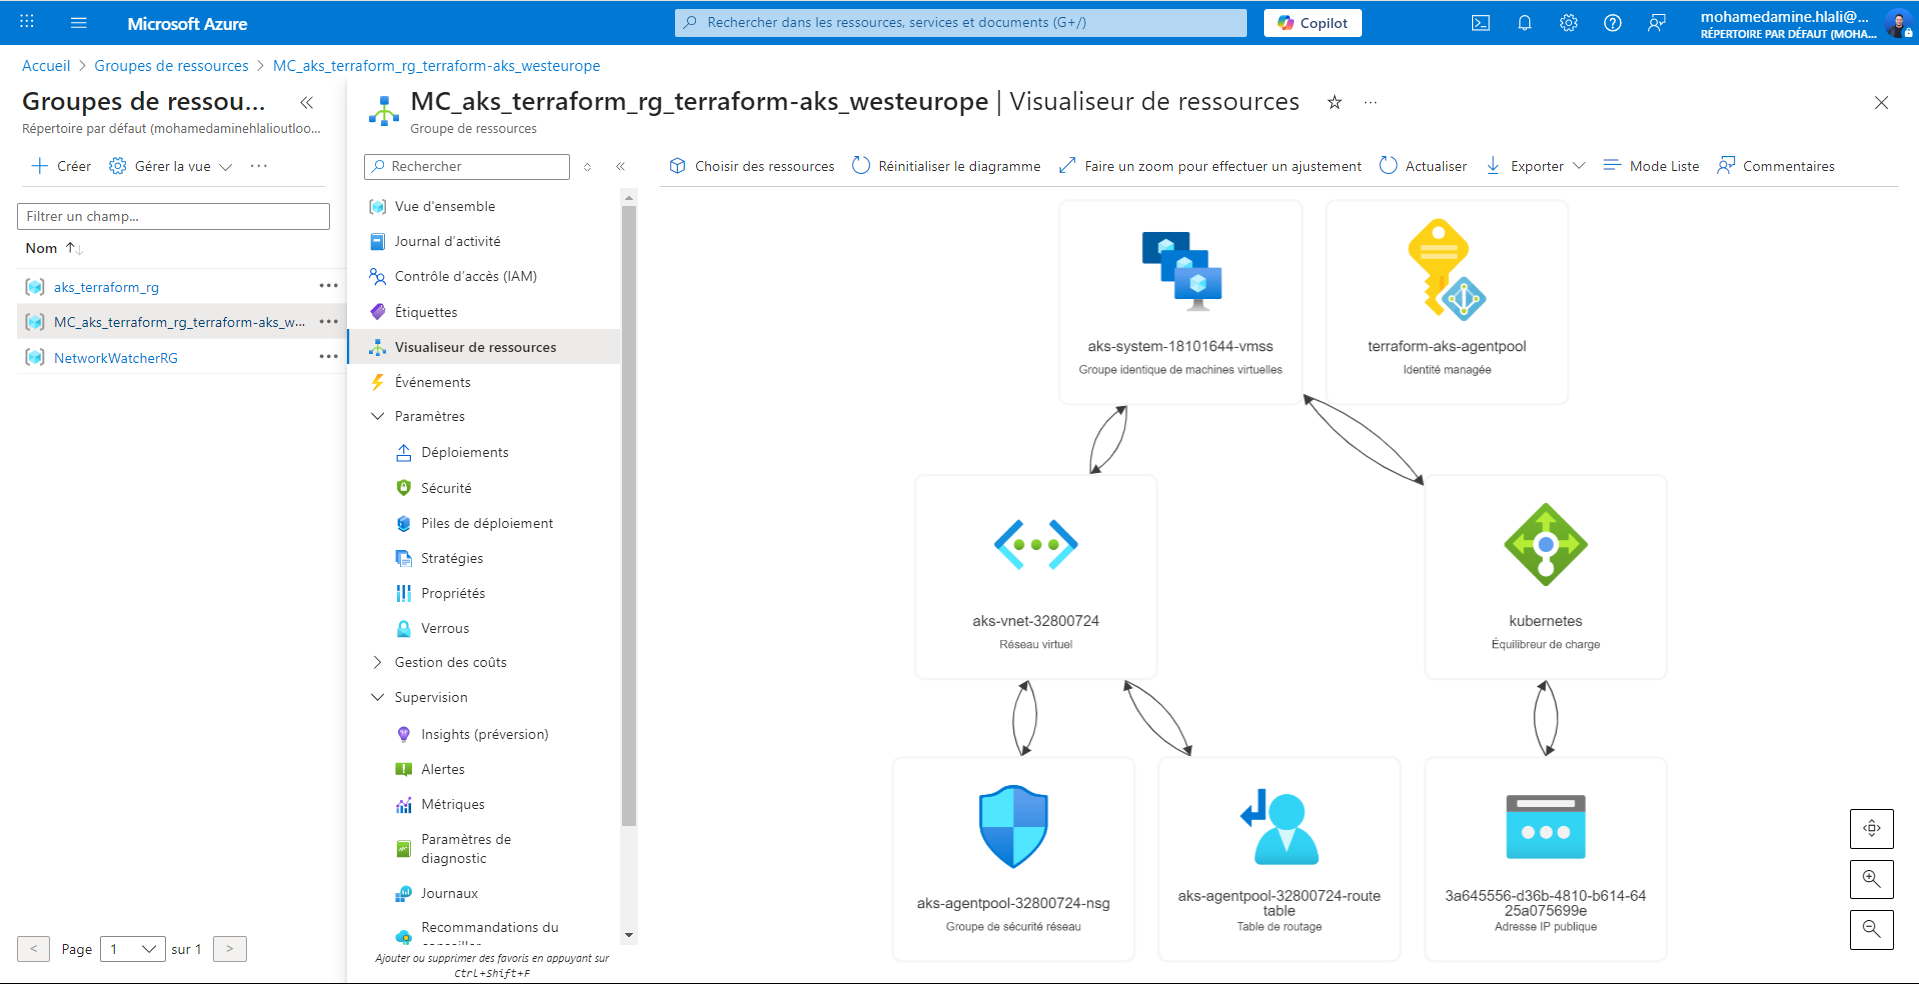 Microsoft Azure
Rechercher dans les ressources, services et documents (G+/)
Copilot
mohamedamine.hlali@...
RÉPERTOIRE PAR DÉFAUT (MOHA...
Accueil > Groupes de ressources > MC_aks_terraform_rg_terraform-aks_westeurope
Groupes de ressou...
Répertoire par défaut (mohamedaminehlalioutloo...
Créer
Gérer la vue
...
Filtrer un champ...
Nom
aks_terraform_rg
MC_aks_terraform_rg_terraform-aks_w...
NetworkWatcherRG
< Page 1 sur 1 >
MC_aks_terraform_rg_terraform-aks_westeurope | Visualiseur de ressources
Groupe de ressources
Rechercher
Vue d'ensemble
Journal d’activité
Contrôle d’accès (IAM)
Étiquettes
Visualiseur de ressources
Événements
Paramètres
Déploiements
Sécurité
Piles de déploiement
Stratégies
Propriétés
Verrous
Gestion des coûts
Supervision
Insights (préversion)
Alertes
Métriques
Paramètres de
diagnostic
Journaux
Recommandations du
conseiller
Ajouter ou supprimer des favoris en appuyant sur
Ctrl+Shift+F
Choisir des ressources
Réinitialiser le diagramme
Faire un zoom pour effectuer un ajustement
Actualiser
Exporter
Mode Liste
Commentaires
aks-system-18101644-vmss
Groupe identique de machines virtuelles
terraform-aks-agentpool
Identité managée
aks-vnet-32800724
Réseau virtuel
kubernetes
Équilibreur de charge
aks-agentpool-32800724-nsg
Groupe de sécurité réseau
aks-agentpool-32800724-route
table
Table de routage
3a645556-d36b-4810-b614-64
25a075699e
Adresse IP publique